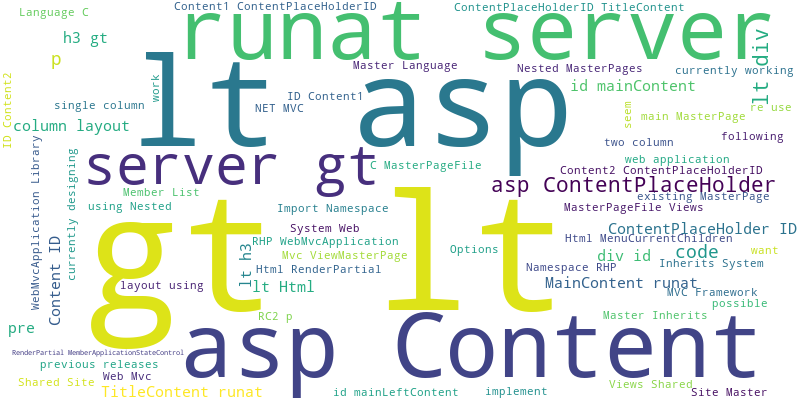 Content1 ContentPlaceHolderID
ContentPlaceHolderID TitleContent
Language C
runat server
h3 gt
lt div
p
lt asp
Master Language
Nested MasterPages
currently working
ID Content2
work
ID Content1
id mainContent
single column
NET MVC
seem
main MasterPage
re use
column layout
two column
following
server gt
C MasterPageFile
web application
Content2 ContentPlaceHolderID
asp ContentPlaceHolder
WebMvcApplication Library
currently designing
Member List
existing MasterPage
gt lt
using Nested
Import Namespace
MasterPageFile Views
System Web
ContentPlaceHolder ID
Content ID
lt h3
RHP WebMvcApplication
Options
Html MenuCurrentChildren
Mvc ViewMasterPage
div id
code
want
Html RenderPartial
Namespace RHP
Inherits System
layout using
lt Html
MainContent runat
MVC Framework
possible
pre
RC2 p
asp Content
Master Inherits
RenderPartial MemberApplicationStateControl
previous releases
Web Mvc
Shared Site
Views Shared
TitleContent runat
id mainLeftContent
implement
Site Master